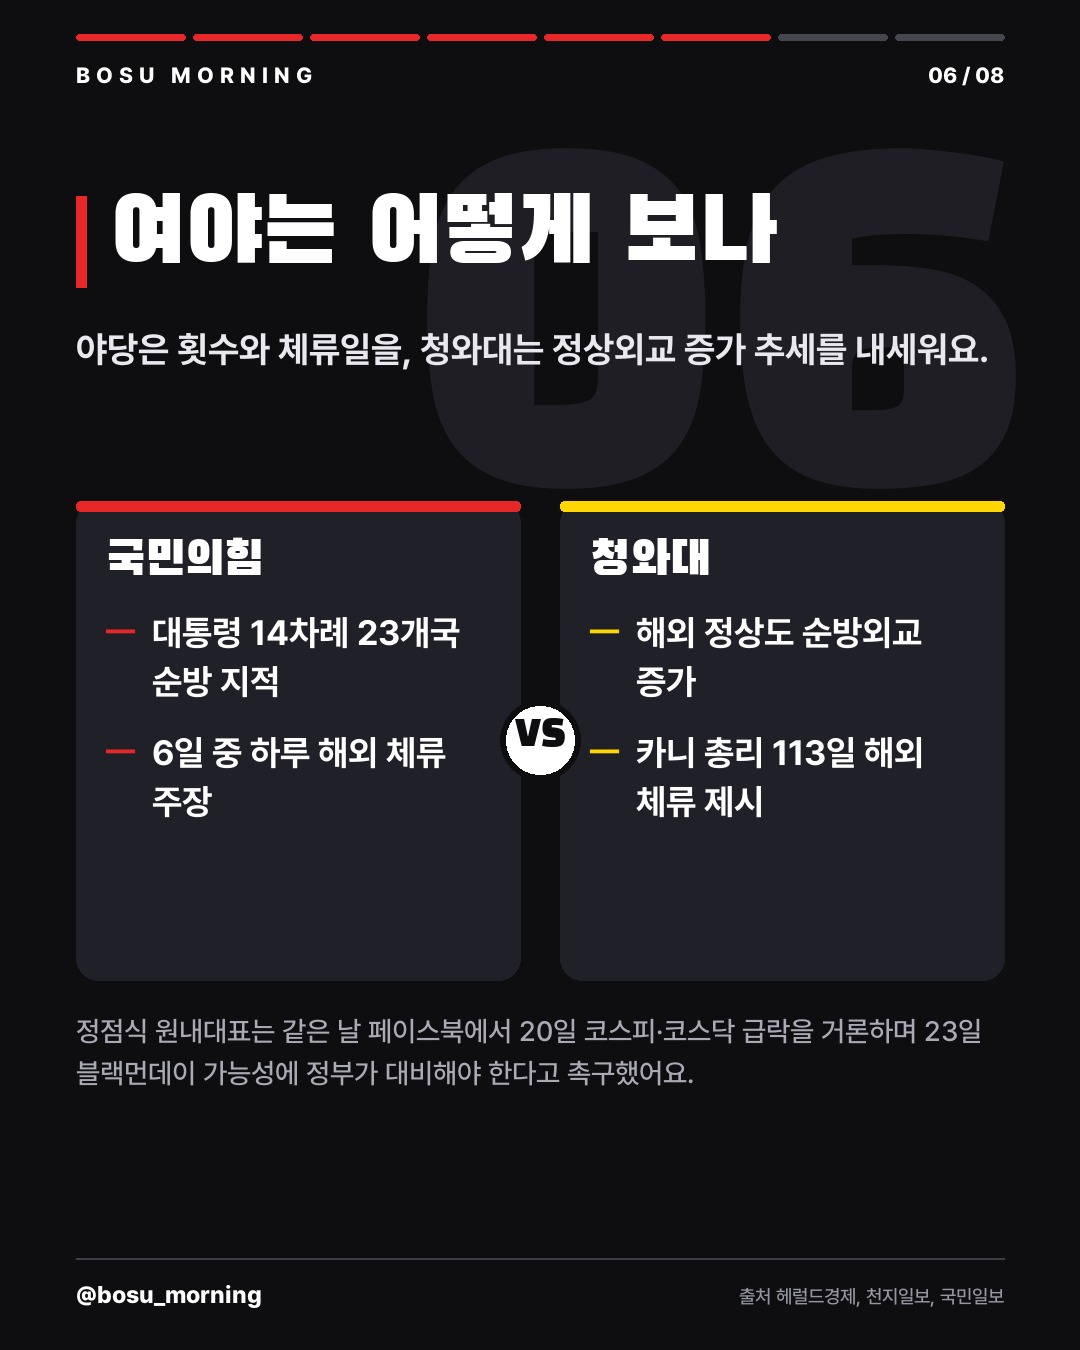 BOSU MORNING
06 / 08
06
여야는 어떻게 보나
야당은 횟수와 체류일을, 청와대는 정상외교 증가 추세를 내세워요.
국민의힘
— 대통령 14차례 23개국
순방 지적
— 6일 중 하루 해외 체류
주장
VS
청와대
— 해외 정상도 순방외교
증가
— 카니 총리 113일 해외
체류 제시
정점식 원내대표는 같은 날 페이스북에서 20일 코스피·코스닥 급락을 거론하며 23일
블랙먼데이 가능성에 정부가 대비해야 한다고 촉구했어요.
@bosu_morning
출처 헤럴드경제, 천지일보, 국민일보